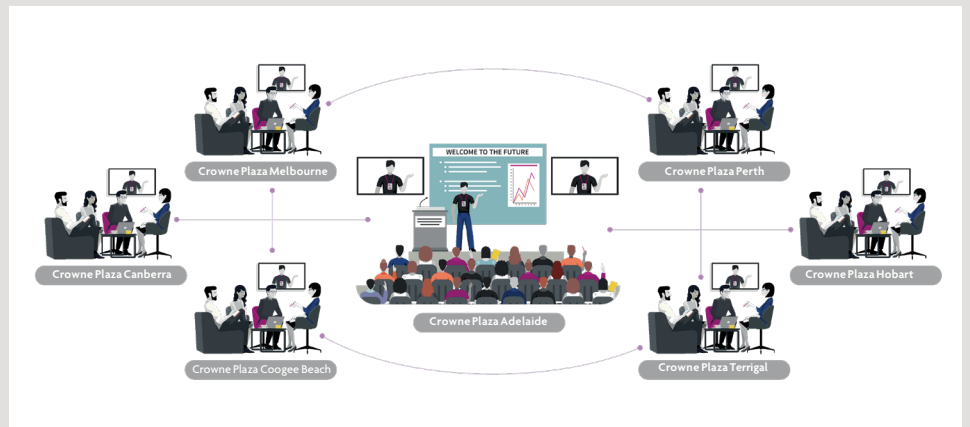 WELCOME TO THE FUTURE
Crowne Plaza Melbourne
Crowne Plaza Perth
Crowne Plaza Canberra
Crowne Plaza Hobart
Crowne Plaza Adelaide
Crowne Plaza Coogee Beach
Crowne Plaza Terrigal